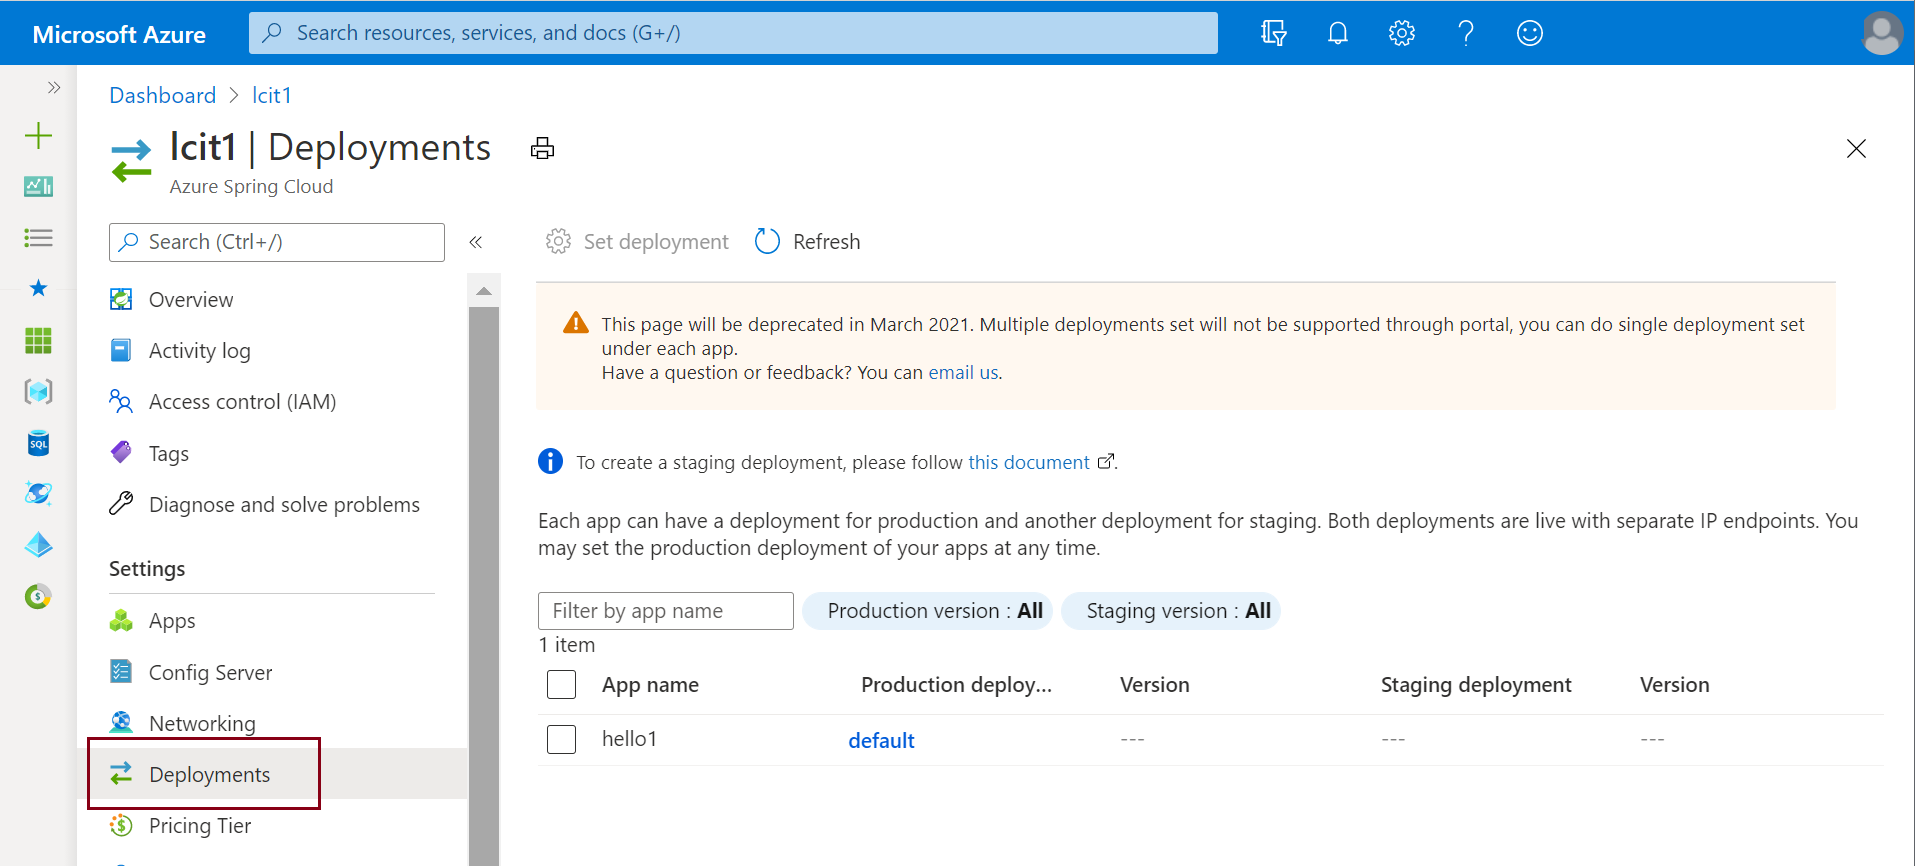 Microsoft Azure
Search resources, services, and docs (G+/)
Dashboard > lcit1
lcit1 | Deployments
Azure Spring Cloud
Search (Ctrl+/)
Overview
Activity log
Access control (IAM)
Tags
Diagnose and solve problems
Settings
Apps
Config Server
Networking
Deployments
Pricing Tier
Set deployment
Refresh
This page will be deprecated in March 2021. Multiple deployments set will not be supported through portal, you can do single deployment set
under each app.
Have a question or feedback? You can email us.
To create a staging deployment, please follow this document.
Each app can have a deployment for production and another deployment for staging. Both deployments are live with separate IP endpoints. You
may set the production deployment of your apps at any time.
Filter by app name
Production version : All
Staging version : All
1 item
App name Production deploy... Version Staging deployment Version
hello1 default --- --- ---
SQL